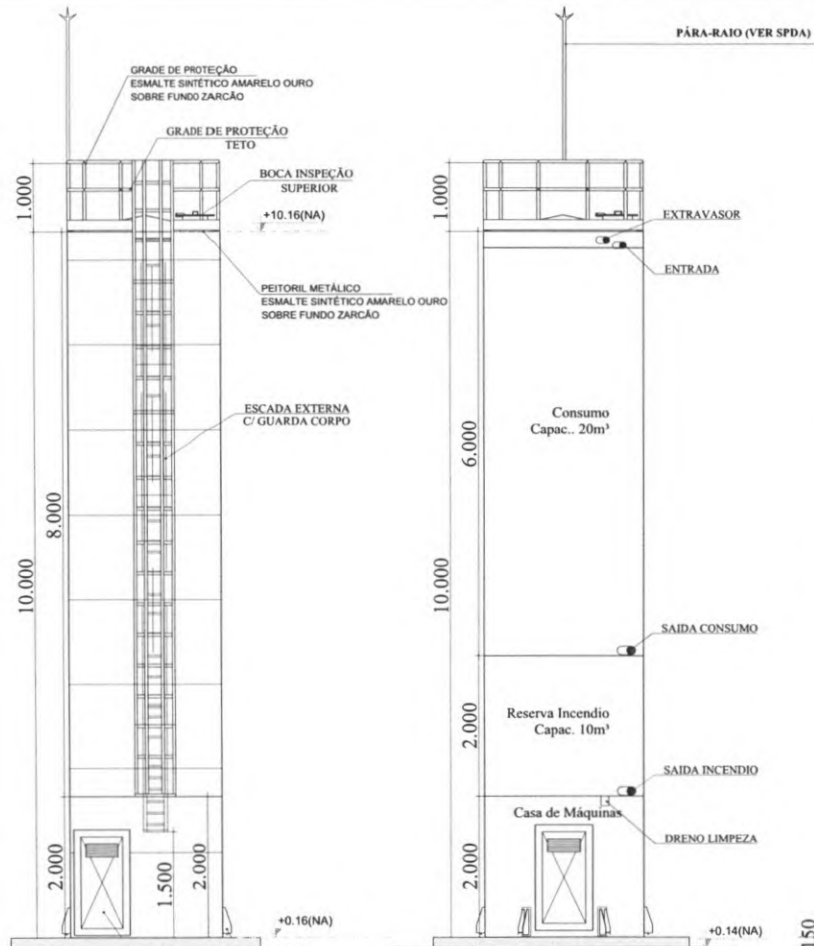 PÁRA-RAIO (VER SPDA)
GRADE DE PROTEÇÃO
ESMALTE SINTÉTICO AMARELO OURO
SOBRE FUNDO ZARCÃO
GRADE DE PROTEÇÃO
TETO
BOCA INSPEÇÃO
SUPERIOR
+10.16(NA)
1.000
PEITORIL METÁLICO
ESMALTE SINTÉTICO AMARELO OURO
SOBRE FUNDO ZARCÃO
ESCADA EXTERNA
C/ GUARDA CORPO
8.000
10.000
2.000
1.500
2.000
+0.16(NA)
1.000
EXTRAVASOR
ENTRADA
Consumo
Capac.. 20m³
6.000
10.000
SAIDA CONSUMO
Reserva Incendio
Capac. 10m³
2.000
SAIDA INCENDIO
Casa de Máquinas
DRENO LIMPEZA
2.000
+0.14(NA)
150